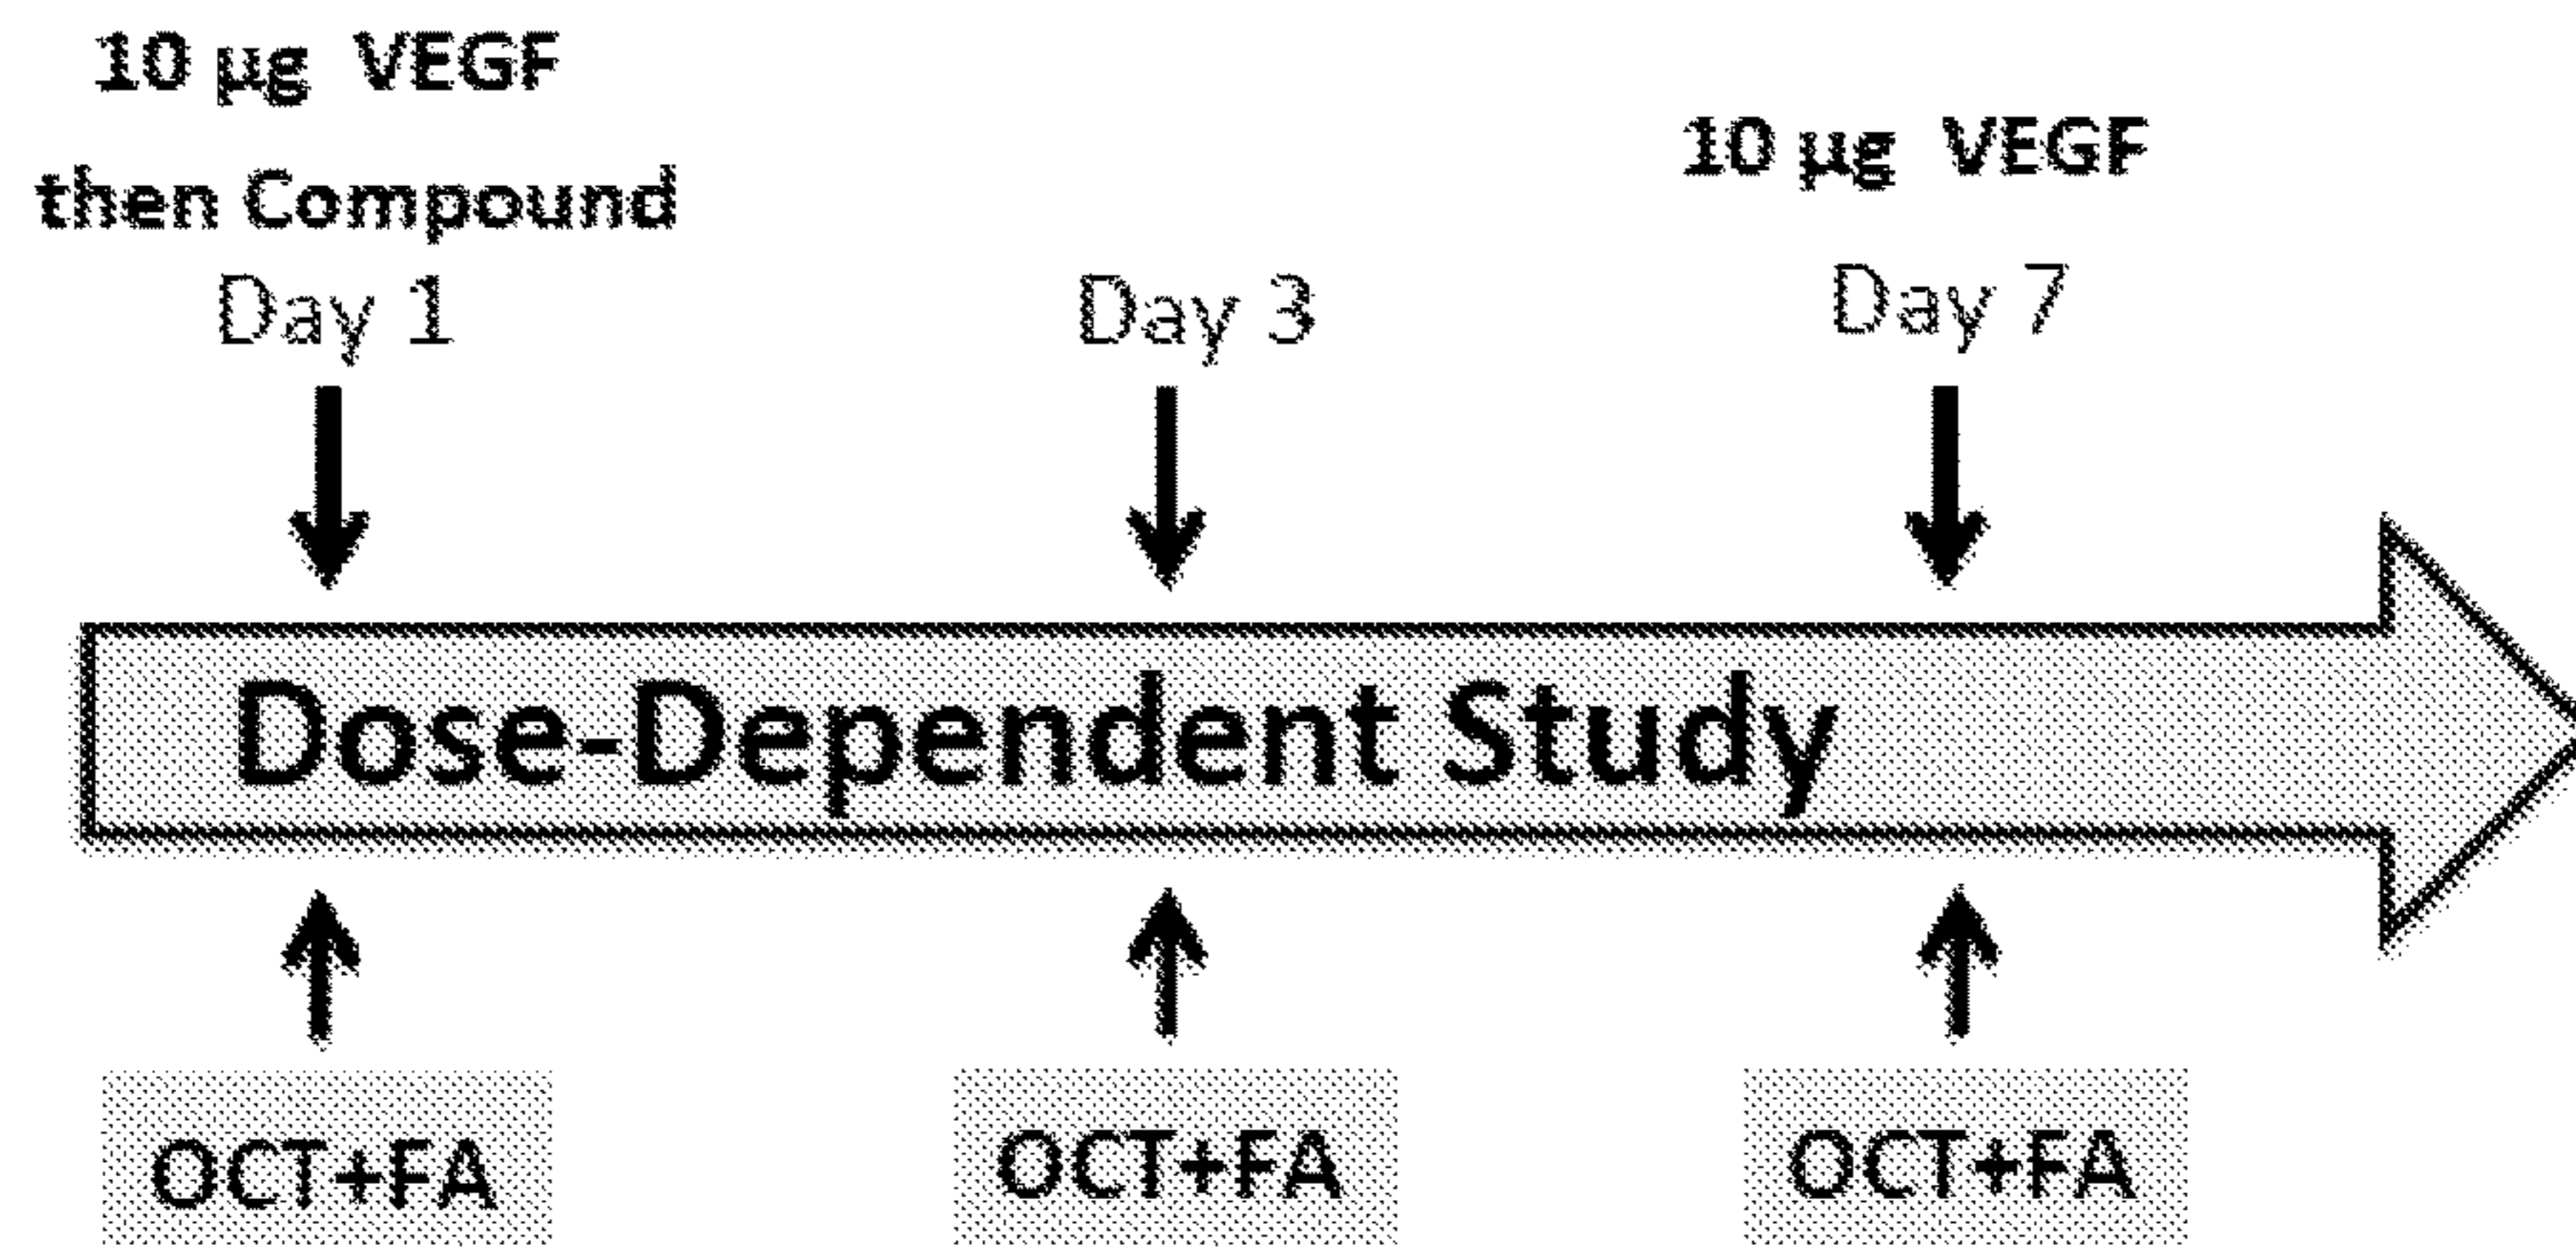 10 µg VEGF
then Compound
Day 1
Day 3
10 µg VEGF
Day 7
Dose-Dependent Study
OCT+FA
OCT+FA
OCT+FA